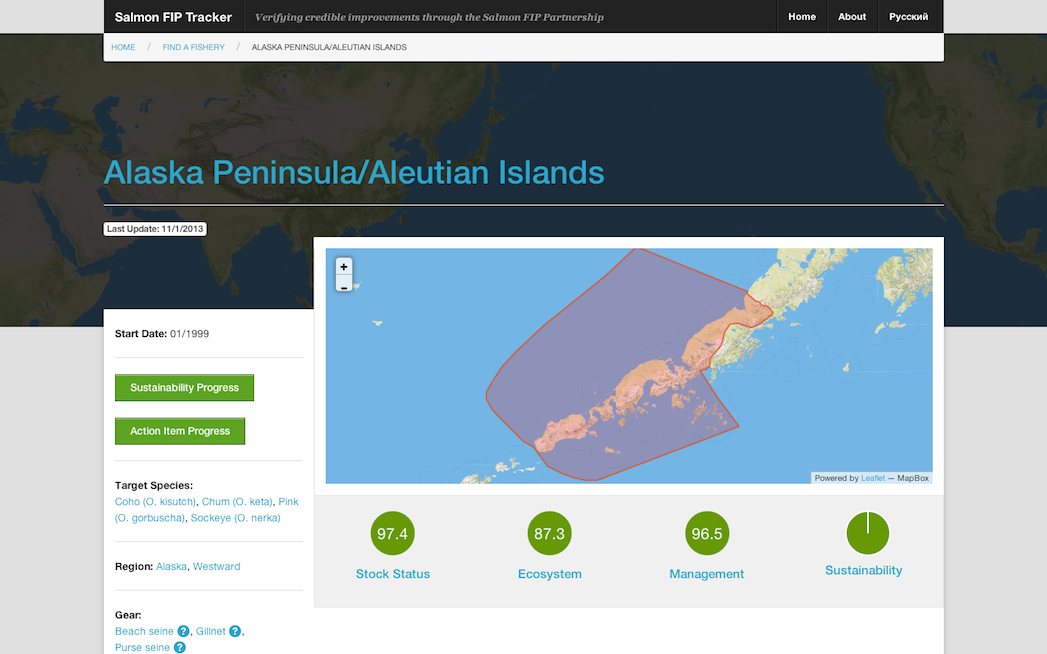 Salmon FIP Tracker
Verifying credible improvements through the Salmon FIP Partnership
Home
About
Русский
HOME / FIND A FISHERY / ALASKA PENINSULA/ALEUTIAN ISLANDS
Alaska Peninsula/Aleutian Islands
Last Update: 11/1/2013
+
-
Powered by Leaflet — MapBox
Start Date: 01/1999
Sustainability Progress
Action Item Progress
Target Species:
Coho (O. kisutch), Chum (O. keta), Pink
(O. gorbuscha), Sockeye (O. nerka)
Region: Alaska, Westward
Gear:
Beach seine ?, Gillnet ?,
Purse seine ?
97.4
Stock Status
87.3
Ecosystem
96.5
Management
Sustainability